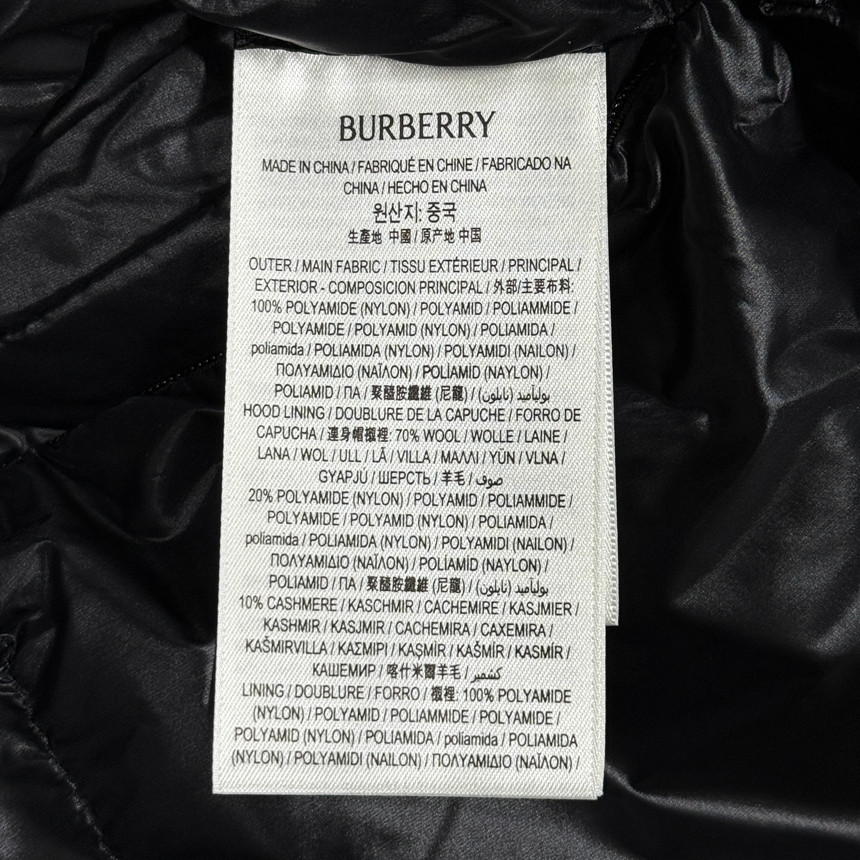 BURBERRY
MADE IN CHINA / FABRIQUÉ EN CHINE / FABRICADO NA
CHINA / HECHO EN CHINA
원산지: 중국
生產地 中國 / 原产地 中国
OUTER / MAIN FABRIC / TISSU EXTÉRIEUR / PRINCIPAL /
EXTERIOR - COMPOSICION PRINCIPAL / 外部/主要布料:
100% POLYAMIDE (NYLON) / POLYAMID / POLIAMMIDE /
POLYAMIDE / POLYAMID (NYLON) / POLIAMIDA /
poliamida / POLIAMIDA (NYLON) / POLYAMIDI (NAILON) /
ΠΟΛΥΑΜΙΔΙΟ (ΝΑΪΛΟΝ) / POLİAMİD (NAYLON) /
POLIAMID / ПА / 聚醯胺纖維 (尼龍) / بولیآمید (نایلون)
HOOD LINING / DOUBLURE DE LA CAPUCHE / FORRO DE
CAPUCHA / 連身帽襯裡: 70% WOOL / WOLLE / LAINE /
LANA / WOL / ULL / LÃ / VILLA / ΜΑΛΛΙ / YÜN / VLNA /
GYAPJÚ / ШЕРСТЬ / 羊毛 / صوف
20% POLYAMIDE (NYLON) / POLYAMID / POLIAMMIDE /
POLYAMIDE / POLYAMID (NYLON) / POLIAMIDA /
poliamida / POLIAMIDA (NYLON) / POLYAMIDI (NAILON) /
ΠΟΛΥΑΜΙΔΙΟ (ΝΑΪΛΟΝ) / POLİAMİD (NAYLON) /
POLIAMID / ПА / 聚醯胺纖維 (尼龍) / بولیآمید (نایلون)
10% CASHMERE / KASCHMIR / CACHEMIRE / KASJMIER /
KASHMIR / KASJMIR / CACHEMIRA / CAXEMIRA /
KAŠMIRVILLA / ΚΑΣΜΙΡΙ / KAŞMİR / KAŠMÍR / KASMÍR /
КАШЕМИР / 喀什米爾羊毛 / كشمير
LINING / DOUBLURE / FORRO / 襯裡: 100% POLYAMIDE
(NYLON) / POLYAMID / POLIAMMIDE / POLYAMIDE /
POLYAMID (NYLON) / POLIAMIDA / poliamida / POLIAMIDA
(NYLON) / POLYAMIDI (NAILON) / ΠΟΛΥΑΜΙΔΙΟ (ΝΑΪΛΟΝ) /